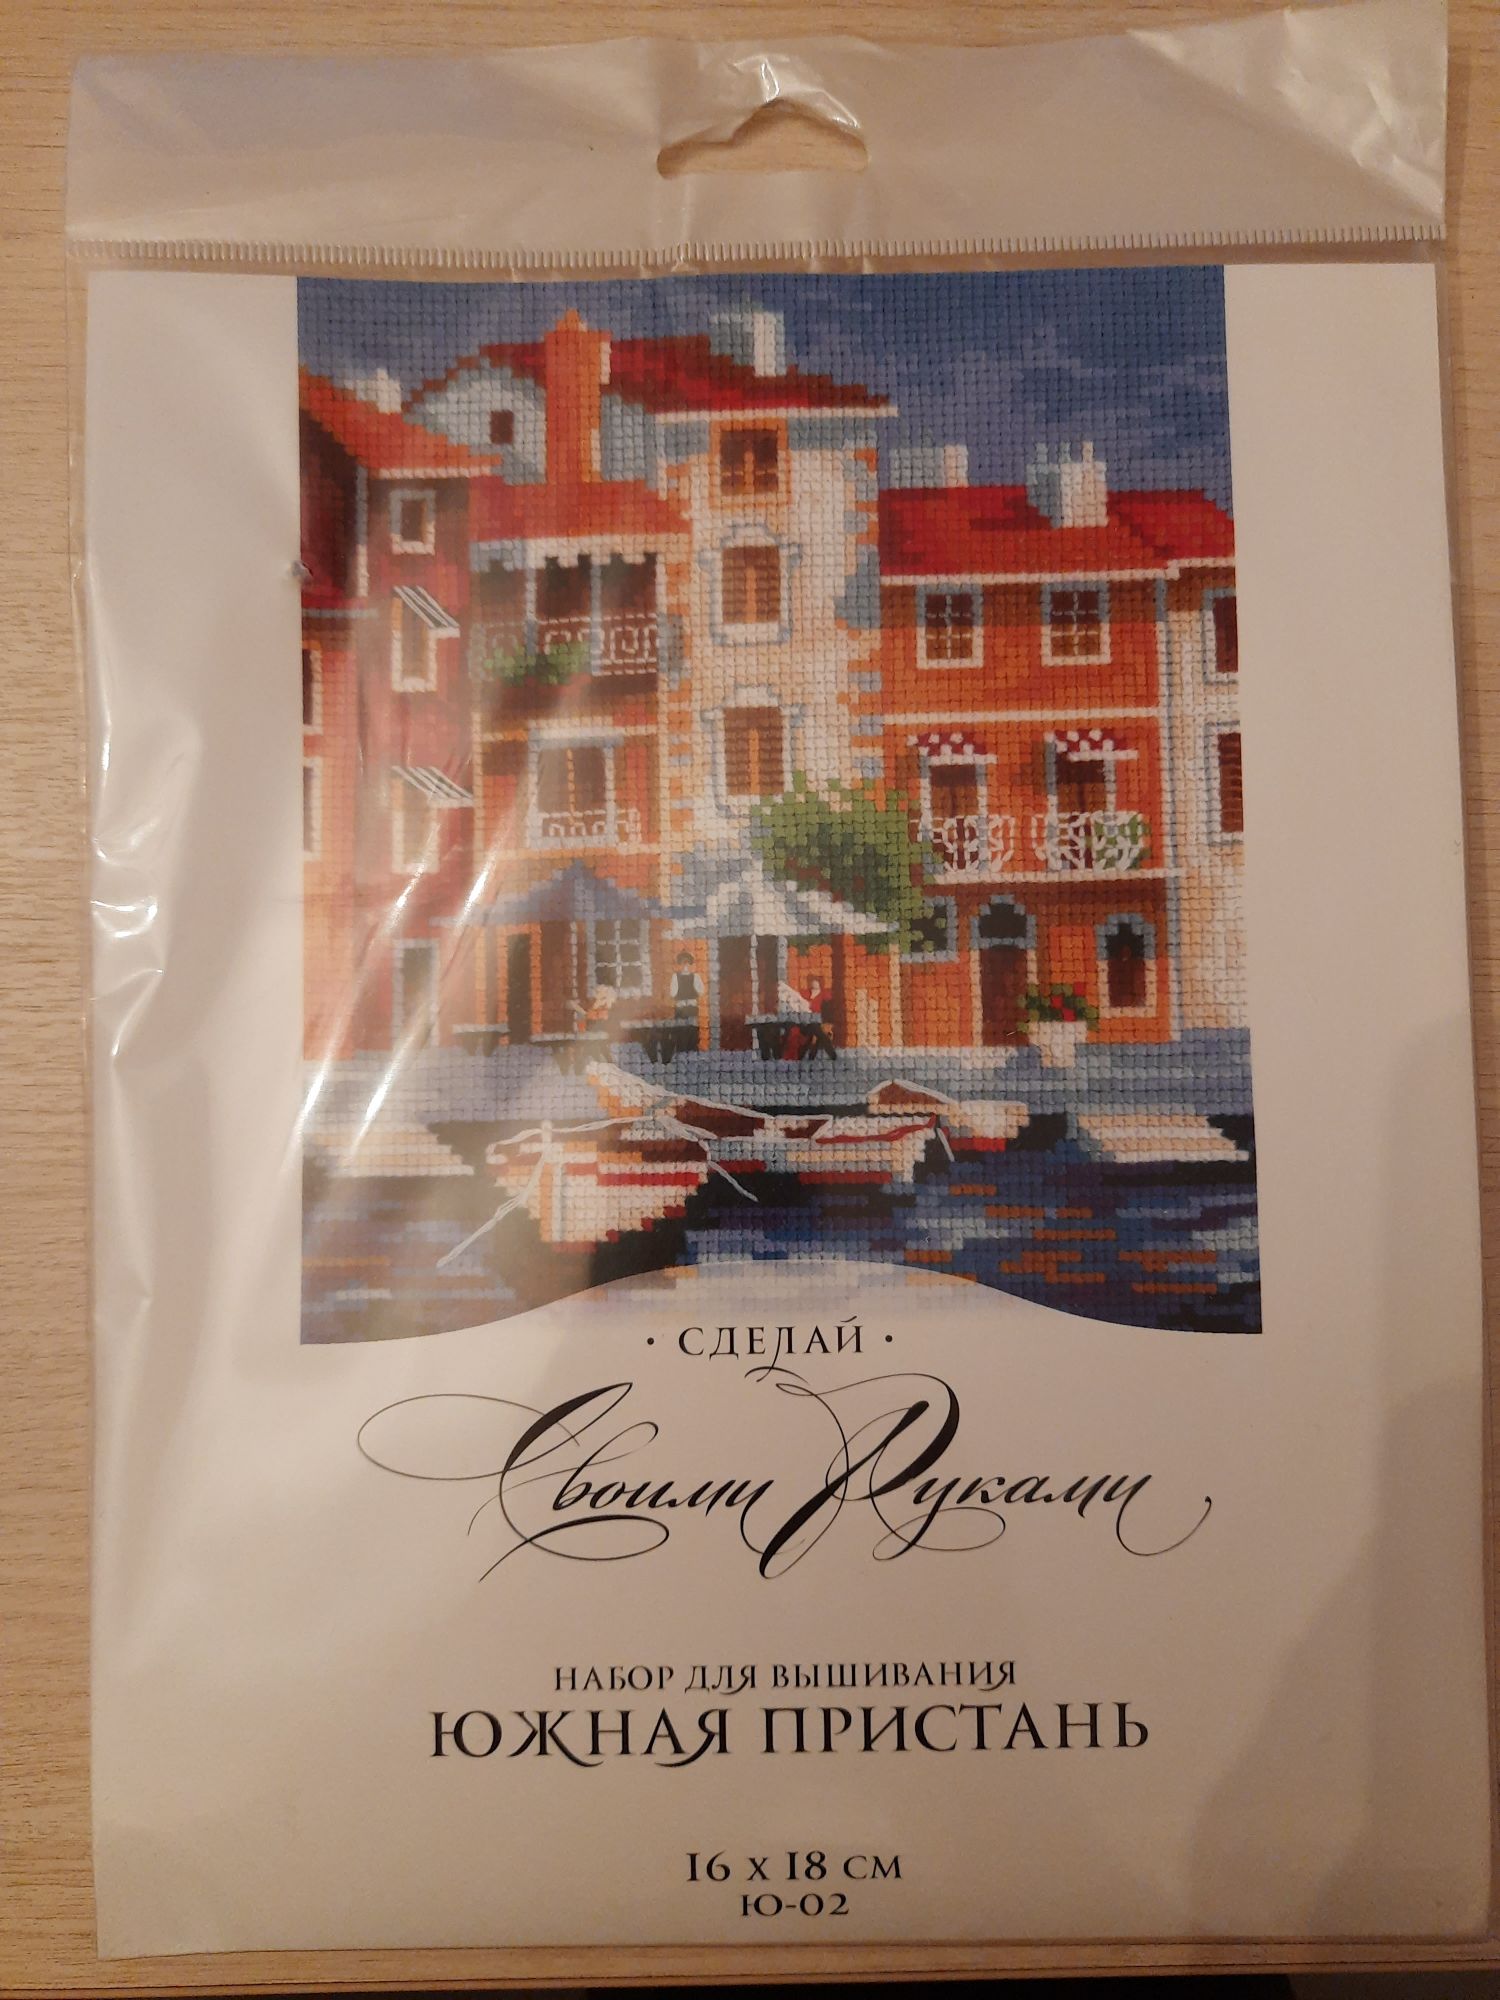 · СДЕЛАЙ ·
Своими Руками
НАБОР ДЛЯ ВЫШИВАНИЯ
ЮЖНАЯ ПРИСТАНЬ
16 х 18 СМ
Ю-02